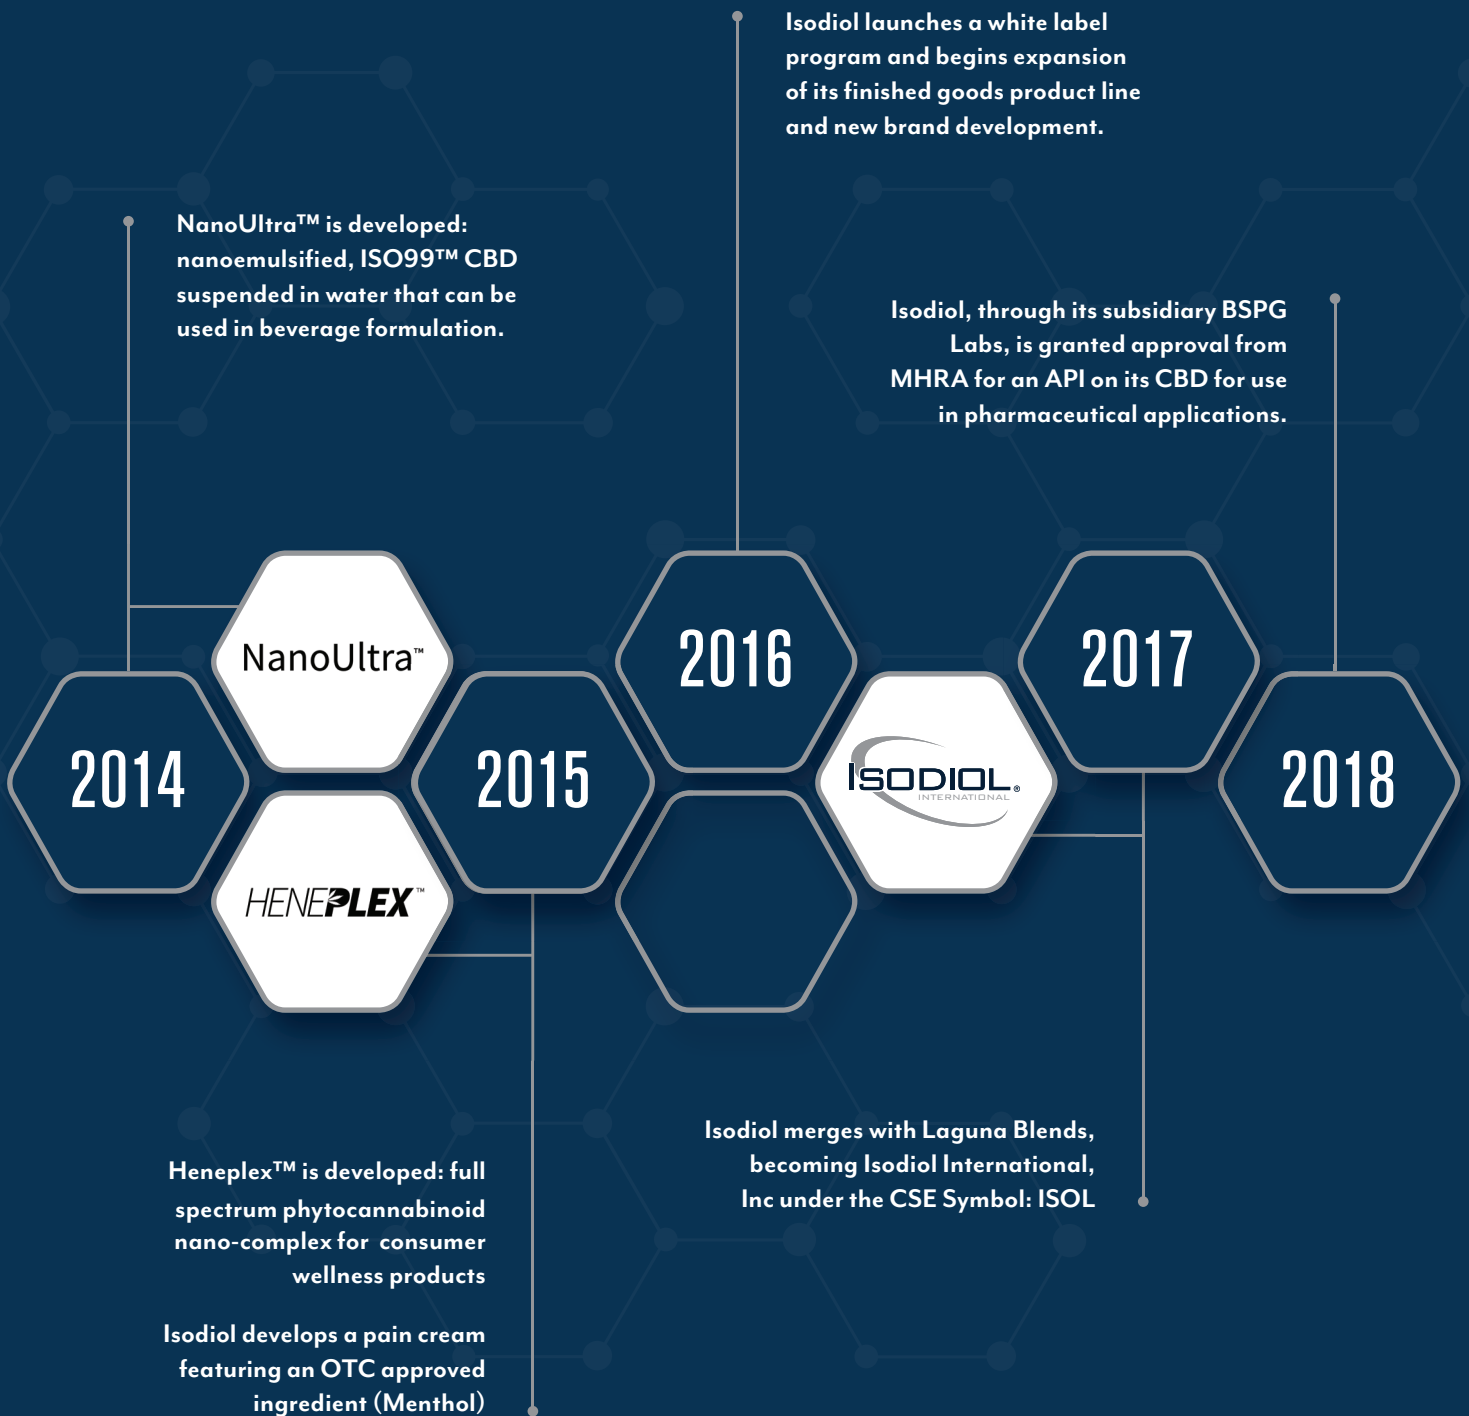 Isodiol launches a white label
program and begins expansion
of its finished goods product line
and new brand development.
NanoUltra™ is developed:
nanoemulsified, ISO99™ CBD
suspended in water that can be
used in beverage formulation.
Isodiol, through its subsidiary BSPG
Labs, is granted approval from
MHRA for an API on its CBD for use
in pharmaceutical applications.
NanoUltra™
2016
2017
2014
2015
ISODIOL®
INTERNATIONAL
2018
HENEPLEX™
Isodiol merges with Laguna Blends,
becoming Isodiol International,
Inc under the CSE Symbol: ISOL
Heneplex™ is developed: full
spectrum phytocannabinoid
nano-complex for consumer
wellness products
Isodiol develops a pain cream
featuring an OTC approved
ingredient (Menthol)